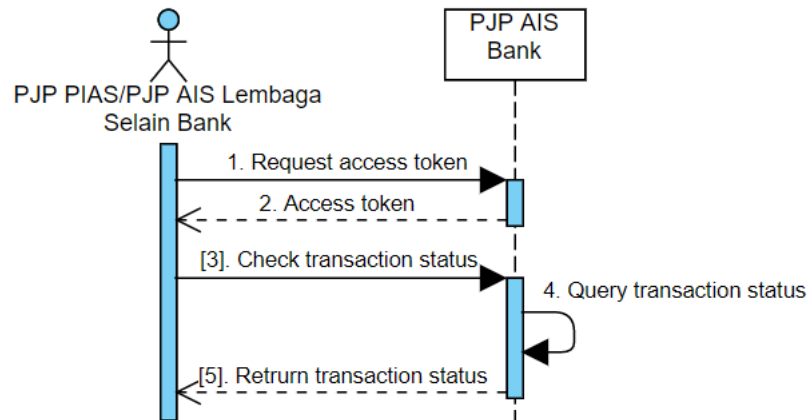 PJP AIS
Bank
PJP PIAS/PJP AIS Lembaga
Selain Bank
1. Request access token
2. Access token
[3]. Check transaction status
4. Query transaction status
[5]. Retrurn transaction status